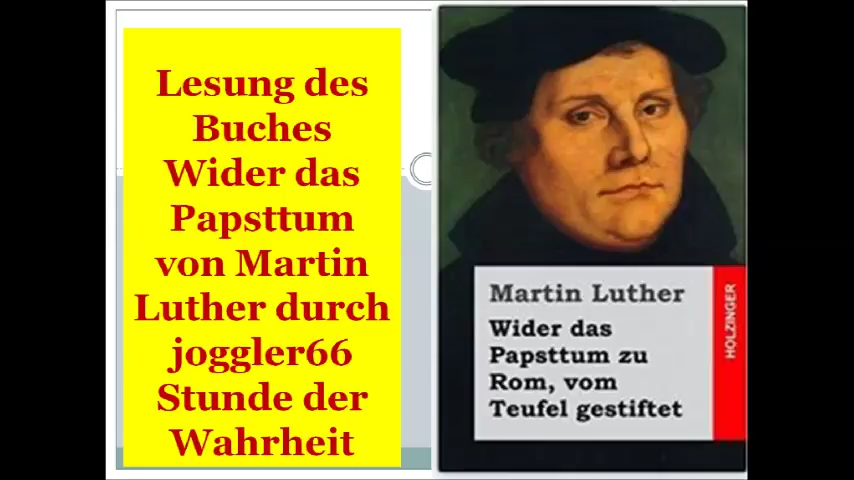 Lesung des
Buches
Wider das
Papsttum
von Martin
Luther durch
joggler66
Stunde der
Wahrheit
Martin Luther
Wider das
Papsttum zu
Rom, vom
Teufel gestiftet
HOLZINGER